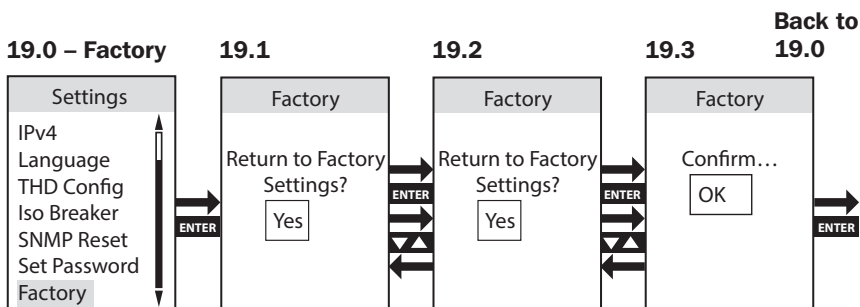 19.0 – Factory
19.1
19.2
19.3
Back to
19.0
Settings
IPv4
Language
THD Config
Iso Breaker
SNMP Reset
Set Password
Factory
ENTER
Factory
Return to Factory
Settings?
Yes
ENTER
Factory
Return to Factory
Settings?
Yes
ENTER
Factory
Confirm...
OK
ENTER